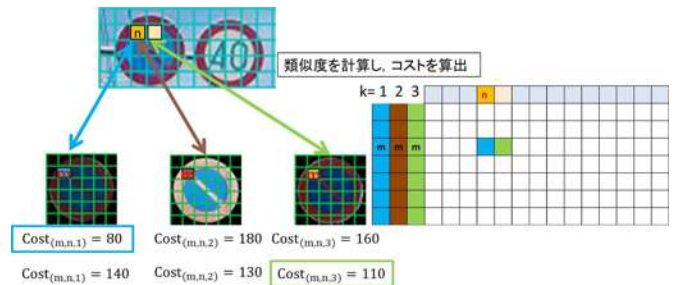 n
40
類似度を計算し，コストを算出
k= 1 2 3
n
m m m
Cost(m,n,1) = 80 Cost(m,n,2) = 180 Cost(m,n,3) = 160
Cost(m,n,1) = 140 Cost(m,n,2) = 130 Cost(m,n,3) = 110